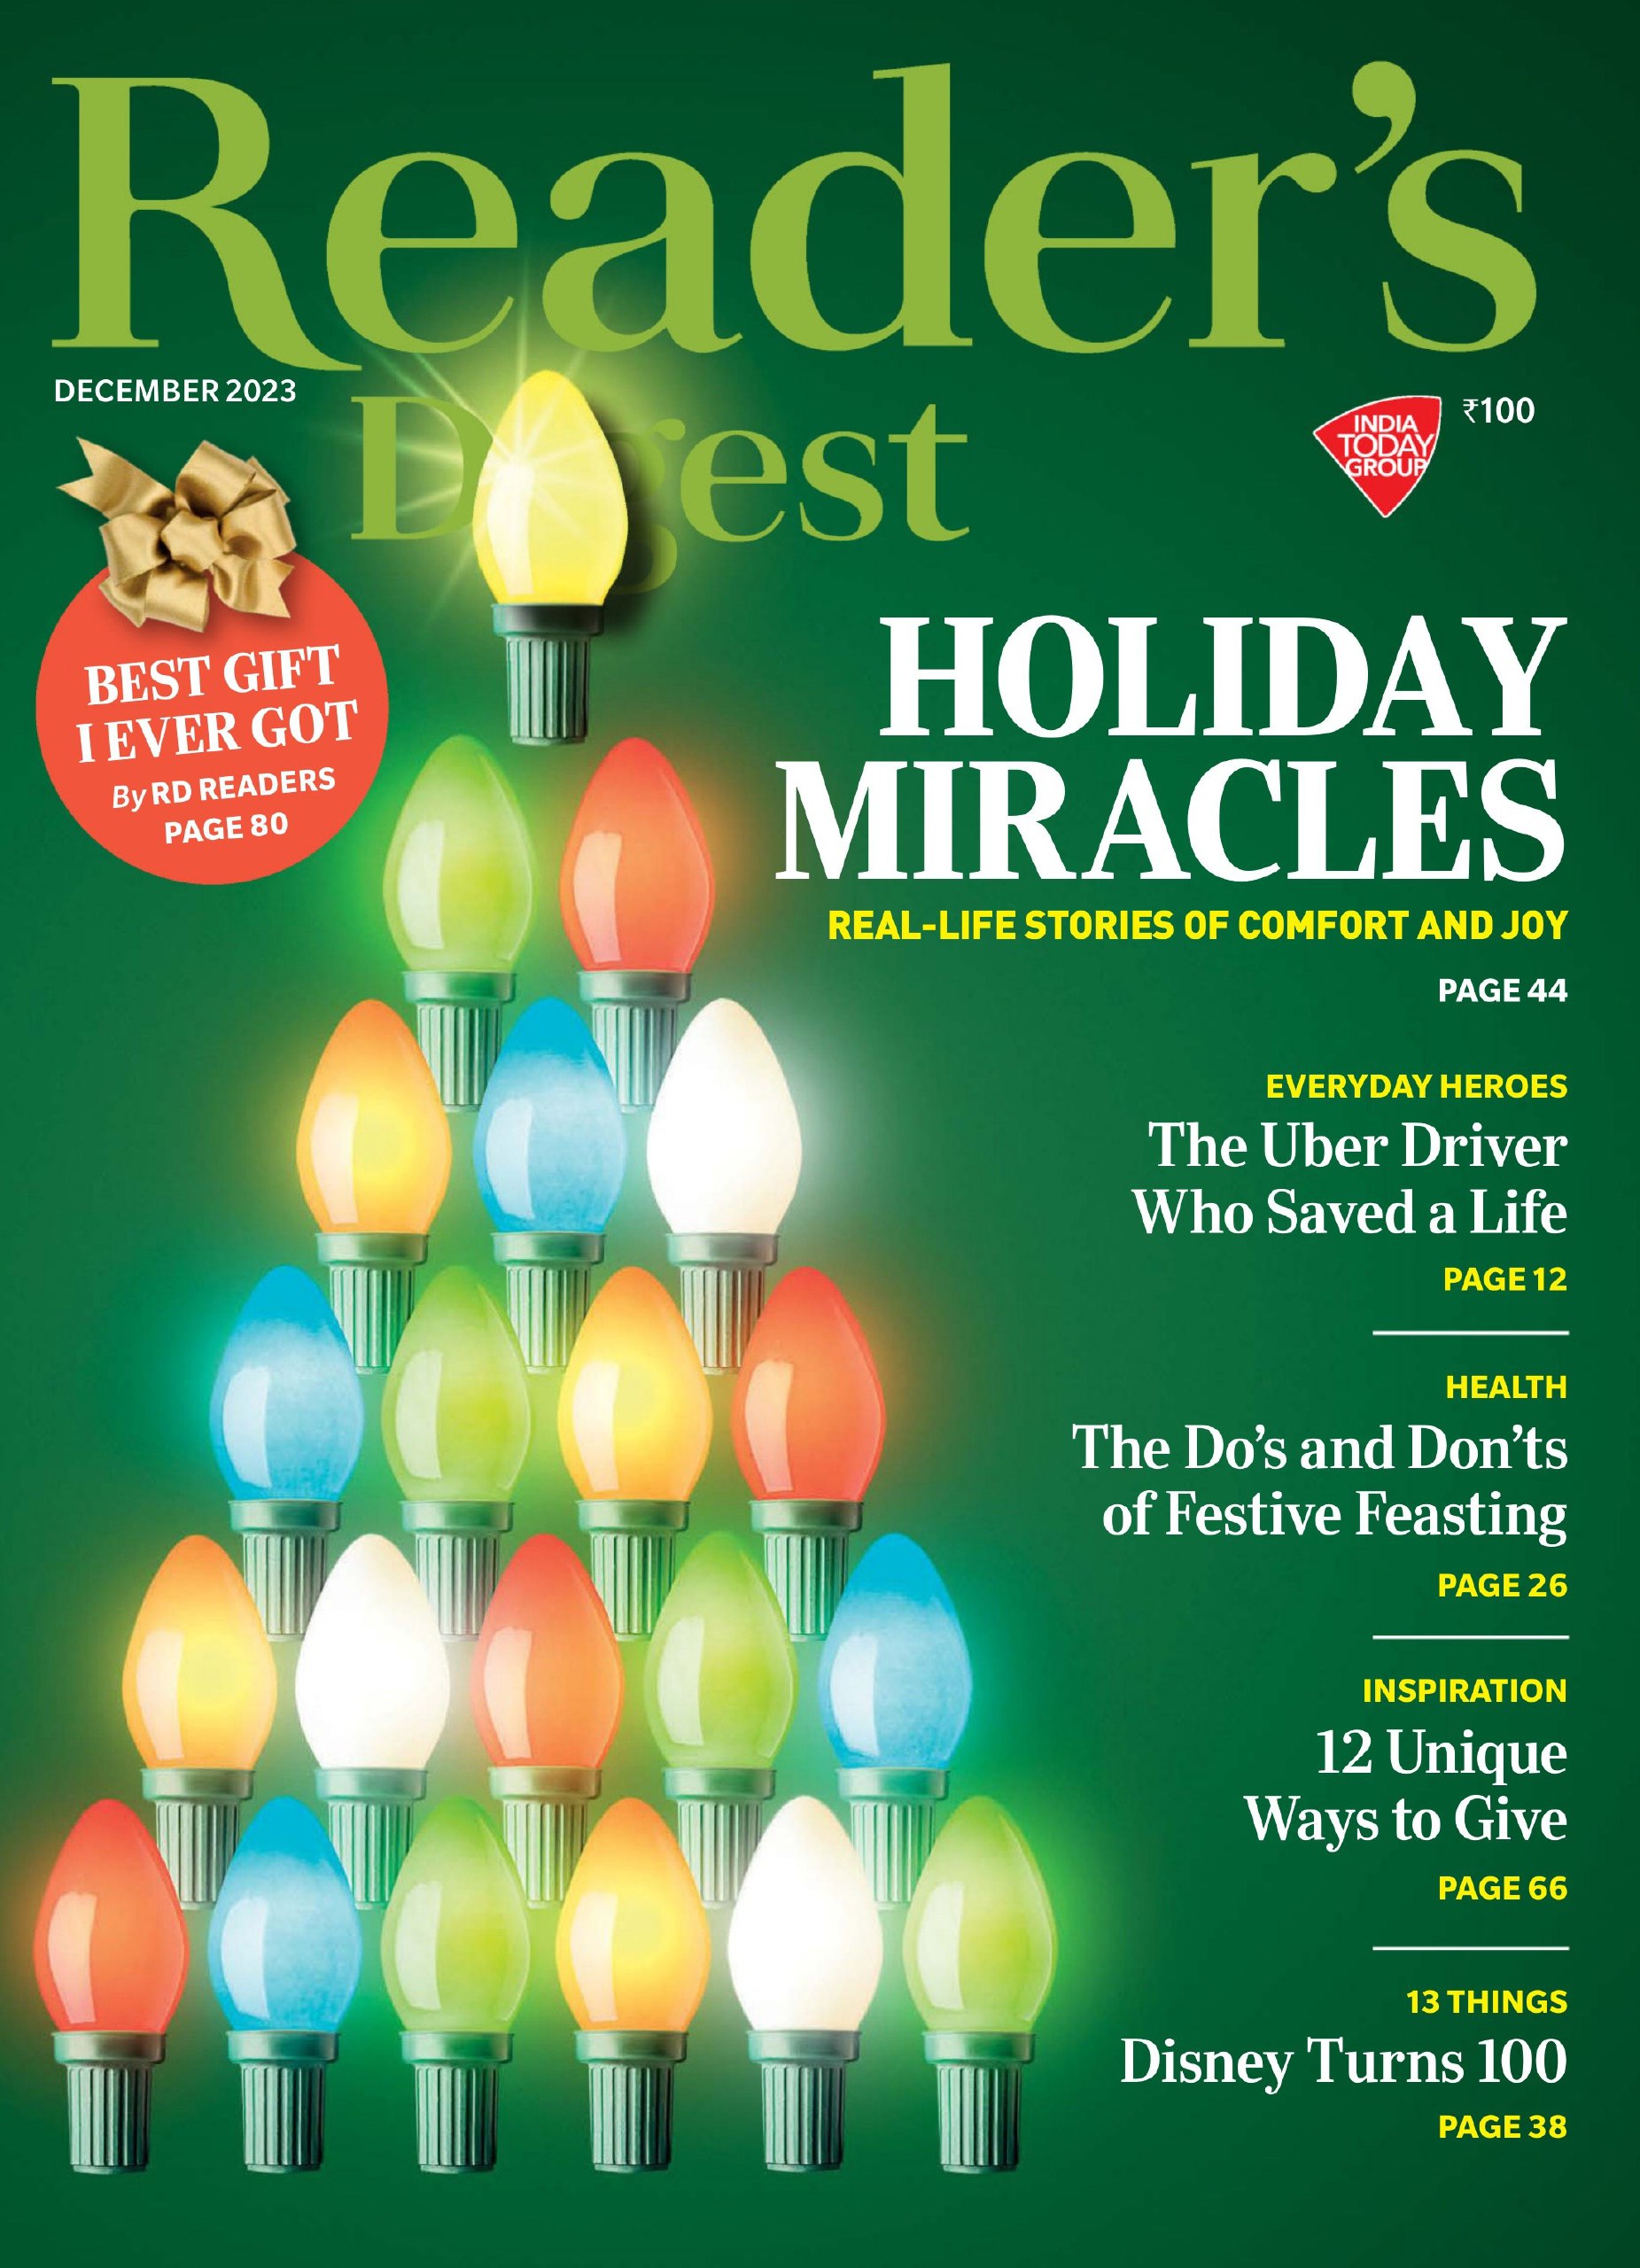 Reader's
Digest
DECEMBER 2023
INDIA
TODAY
GROUP
₹100
BEST GIFT
I EVER GOT
By RD READERS
PAGE 80
HOLIDAY
MIRACLES
REAL-LIFE STORIES OF COMFORT AND JOY
PAGE 44
EVERYDAY HEROES
The Uber Driver
Who Saved a Life
PAGE 12
HEALTH
The Do's and Don'ts
of Festive Feasting
PAGE 26
INSPIRATION
12 Unique
Ways to Give
PAGE 66
13 THINGS
Disney Turns 100
PAGE 38